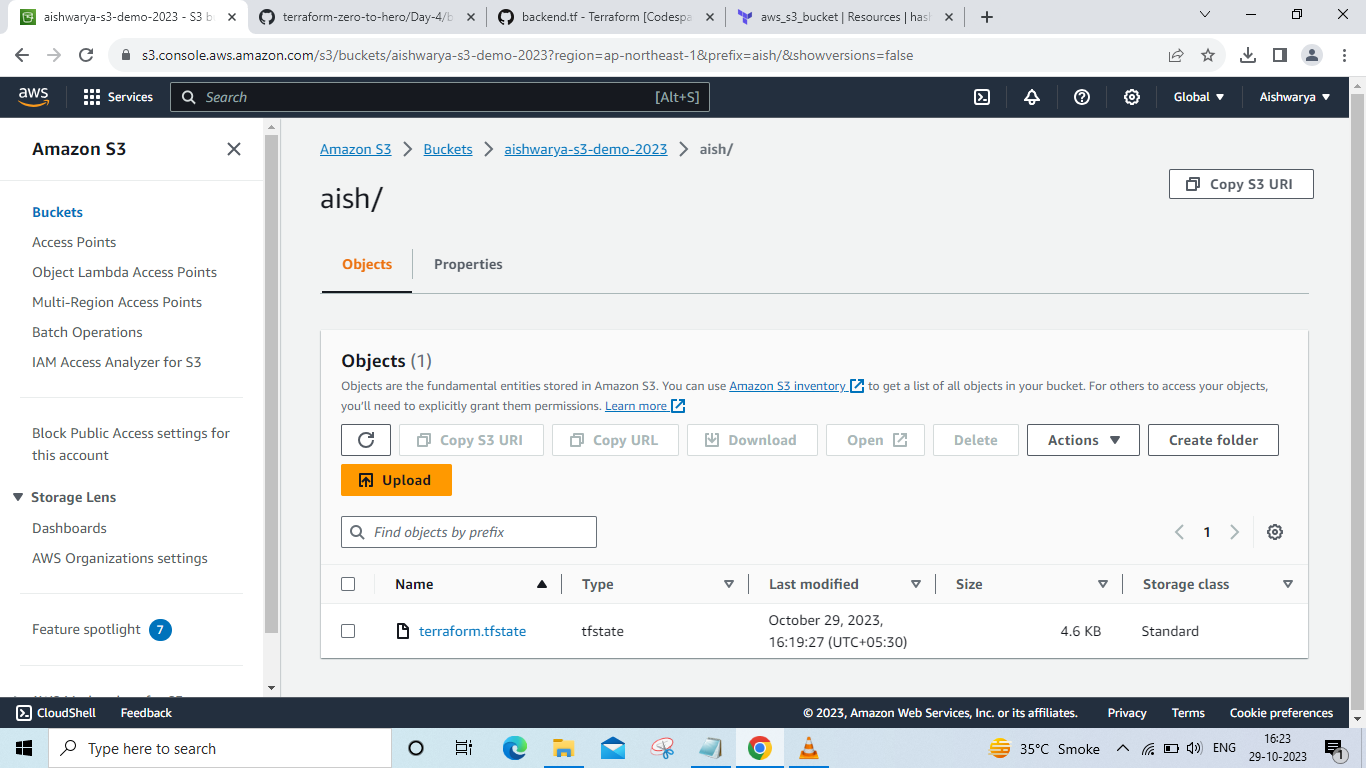 aishwarya-s3-demo-2023 - S3 b
terraform-zero-to-hero/Day-4/b
backend.tf - Terraform [Codespa
aws_s3_bucket | Resources | has
s3.console.aws.amazon.com/s3/buckets/aishwarya-s3-demo-2023?region=ap-northeast-1&prefix=aish/&showversions=false
aws
Services
Search
[Alt+S]
Global
Aishwarya
Amazon S3
Buckets
Access Points
Object Lambda Access Points
Multi-Region Access Points
Batch Operations
IAM Access Analyzer for S3
Block Public Access settings for
this account
Storage Lens
Dashboards
AWS Organizations settings
Feature spotlight 7
Amazon S3 > Buckets > aishwarya-s3-demo-2023 > aish/
aish/
Copy S3 URI
Objects
Properties
Objects (1)
Objects are the fundamental entities stored in Amazon S3. You can use Amazon S3 inventory to get a list of all objects in your bucket. For others to access your objects,
you'll need to explicitly grant them permissions. Learn more
Copy S3 URI
Copy URL
Download
Open
Delete
Actions
Create folder
Upload
Find objects by prefix
1
Name Type Last modified Size Storage class
terraform.tfstate tfstate October 29, 2023, 4.6 KB Standard
16:19:27 (UTC+05:30)
CloudShell
Feedback
© 2023, Amazon Web Services, Inc. or its affiliates.
Privacy
Terms
Cookie preferences
Type here to search
35°C Smoke
ENG
16:23
29-10-2023
1